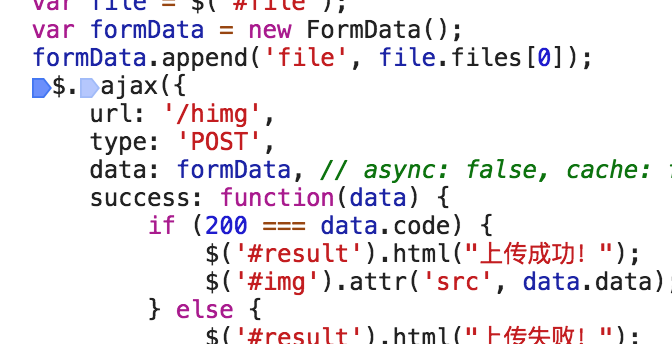 var file = $('#file');
var formData = new FormData();
formData.append('file', file.files[0]);
$.ajax({
url: '/himg',
type: 'POST',
data: formData, // async: false, cache:
success: function(data) {
if (200 === data.code) {
$('#result').html("上传成功！");
$('#img').attr('src', data.data);
} else {
$('#result').html("上传失败！");